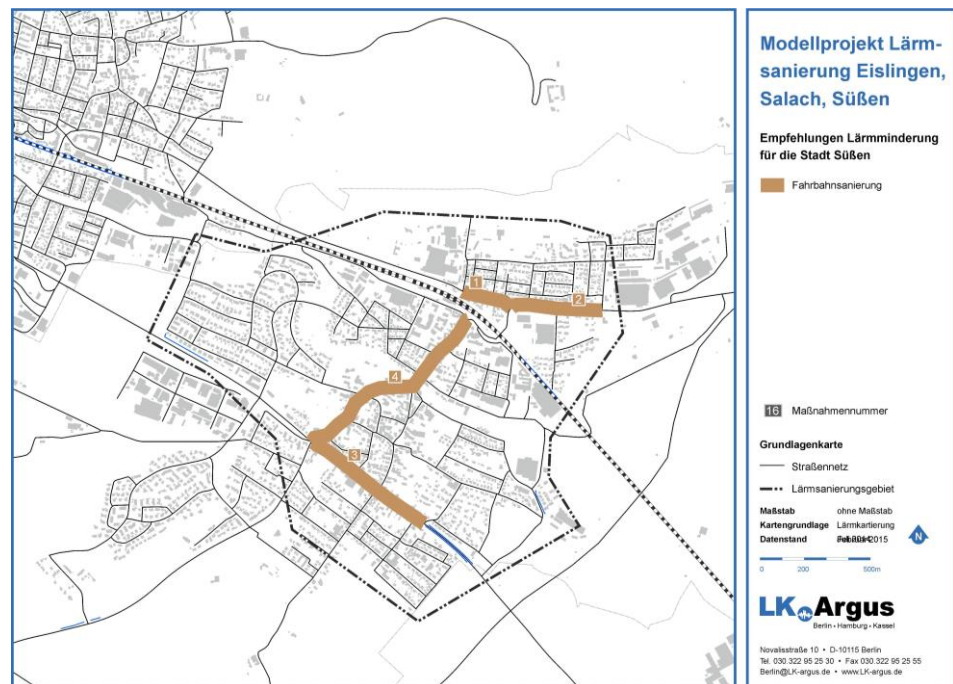 1
2
4
3
Modellprojekt Lärm-
sanierung Eislingen,
Salach, Süßen
Empfehlungen Lärmminderung
für die Stadt Süßen
Fahrbahnsanierung
16 Maßnahmennummer
Grundlagenkarte
Straßennetz
Lärmsanierungsgebiet
Maßstab ohne Maßstab
Kartengrundlage Lärmkartierung
Datenstand 2015
N
0 200 500m
LK Argus
Berlin • Hamburg • Kassel
Novalisstraße 10 • D-10115 Berlin
Tel. 030.322 95 25 30 • Fax 030.322 95 25 55
Berlin@LK-argus.de • www.LK-argus.de